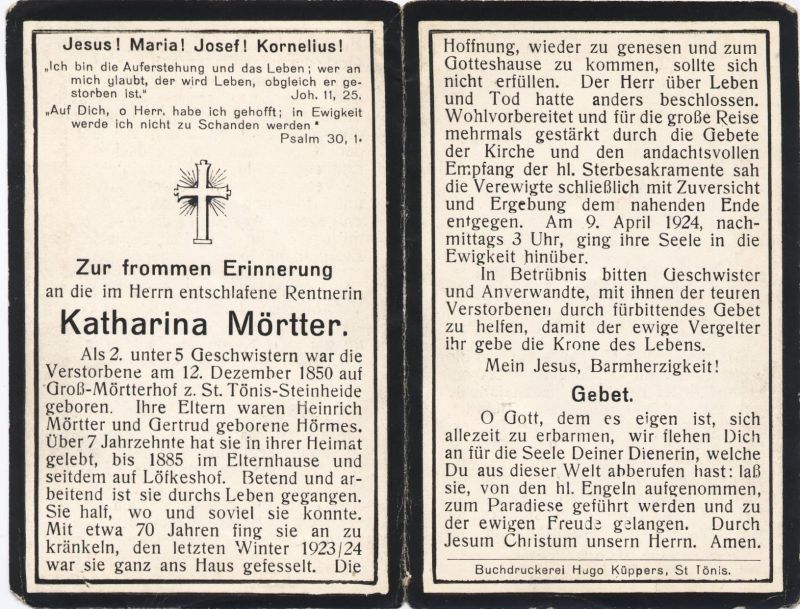 Jesus! Maria! Josef! Kornelius!
„Ich bin die Auferstehung und das Leben; wer an
mich glaubt, der wird Leben, obgleich er ge-
storben ist." Joh. 11, 25.
„Auf Dich, o Herr, habe ich gehofft; in Ewigkeit
werde ich nicht zu Schanden werden"
Psalm 30, 1.
Zur frommen Erinnerung
an die im Herrn entschlafene Rentnerin
Katharina Mörtter.
Als 2. unter 5 Geschwistern war die
Verstorbene am 12. Dezember 1850 auf
Groß-Mörtterhof z. St. Tönis-Steinheide
geboren. Ihre Eltern waren Heinrich
Mörtter und Gertrud geborene Hörmes.
Über 7 Jahrzehnte hat sie in ihrer Heimat
gelebt, bis 1885 im Elternhause und
seitdem auf Löfkeshof. Betend und ar-
beitend ist sie durchs Leben gegangen.
Sie half, wo und soviel sie konnte.
Mit etwa 70 Jahren fing sie an zu
kränkeln, den letzten Winter 1923/24
war sie ganz ans Haus gefesselt. Die
Hoffnung, wieder zu genesen und zum
Gotteshause zu kommen, sollte sich
nicht erfüllen. Der Herr über Leben
und Tod hatte anders beschlossen.
Wohlvorbereitet und für die große Reise
mehrmals gestärkt durch die Gebete
der Kirche und den andachtsvollen
Empfang der hl. Sterbesakramente sah
die Verewigte schließlich mit Zuversicht
und Ergebung dem nahenden Ende
entgegen. Am 9. April 1924, nach-
mittags 3 Uhr, ging ihre Seele in die
Ewigkeit hinüber.
In Betrübnis bitten Geschwister
und Anverwandte, mit ihnen der teuren
Verstorbenen durch fürbittendes Gebet
zu helfen, damit der ewige Vergelter
ihr gebe die Krone des Lebens.
Mein Jesus, Barmherzigkeit!
Gebet.
O Gott, dem es eigen ist, sich
allezeit zu erbarmen, wir flehen Dich
an für die Seele Deiner Dienerin, welche
Du aus dieser Welt abberufen hast: laß
sie, von den hl. Engeln aufgenommen,
zum Paradiese geführt werden und zu
der ewigen Freude gelangen. Durch
Jesum Christum unsern Herrn. Amen.
Buchdruckerei Hugo Küppers, St Tönis.